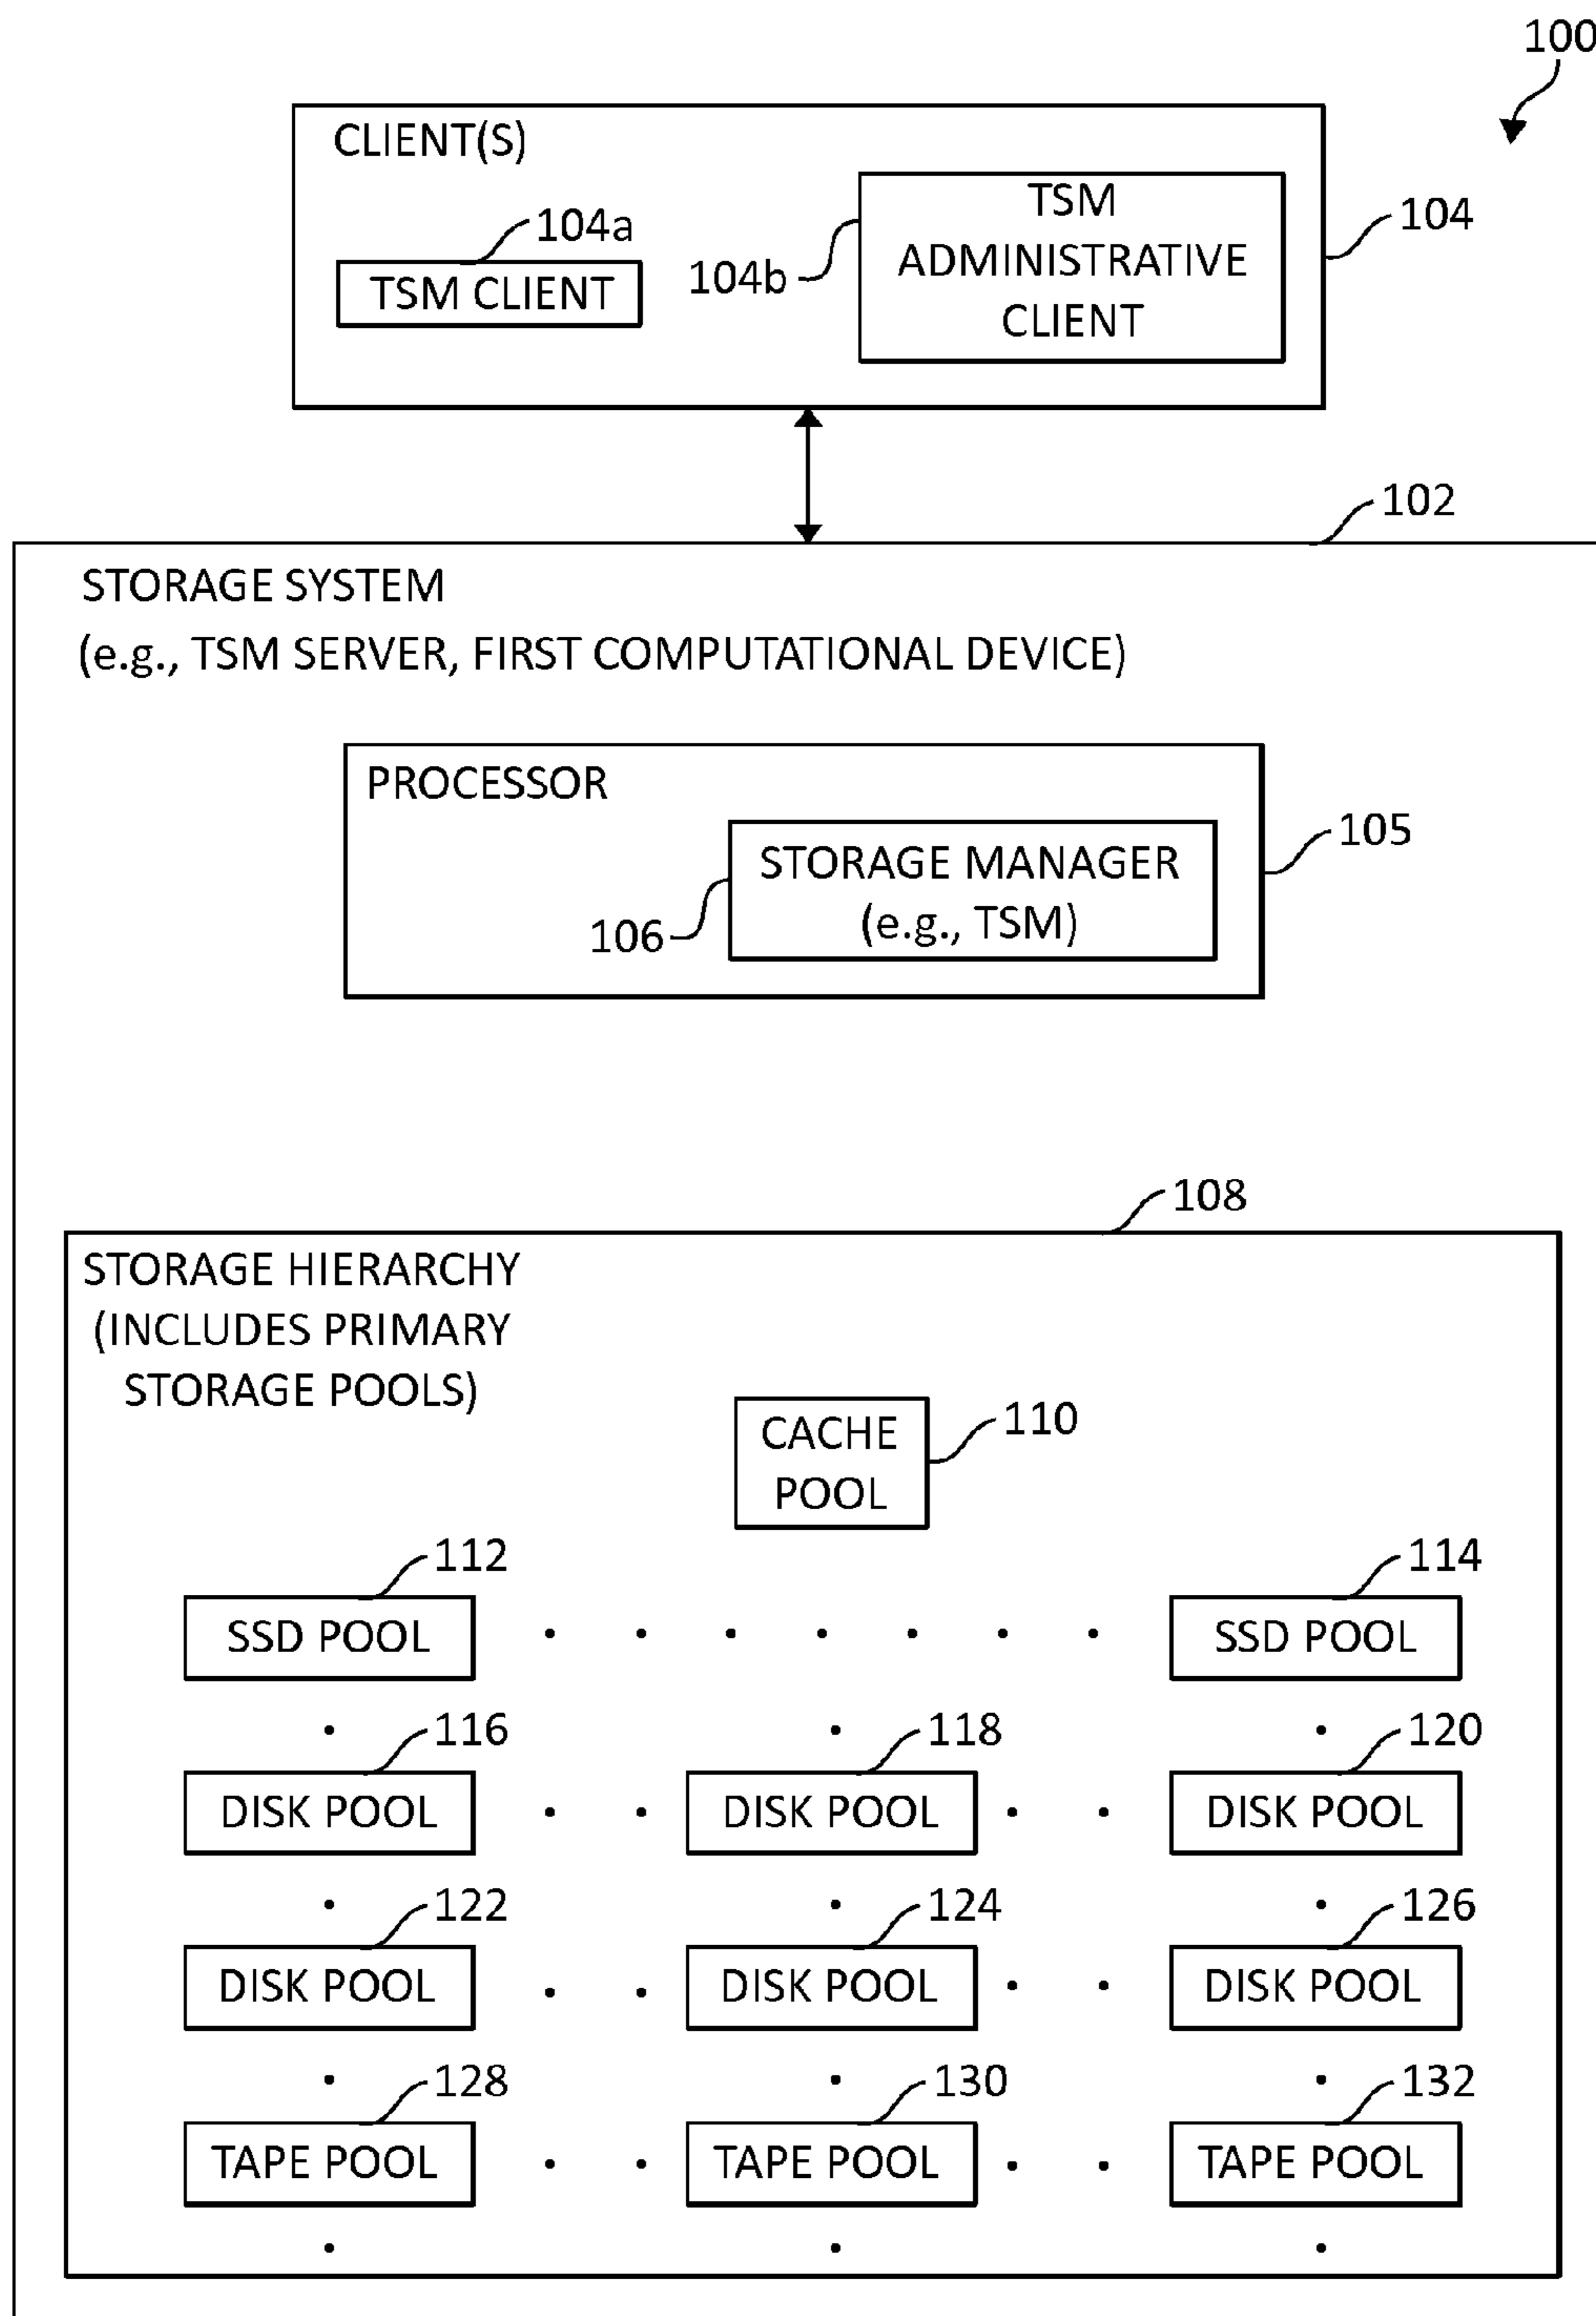 100
CLIENT(S)
104a
TSM CLIENT
104b
TSM
ADMINISTRATIVE
CLIENT
104
102
STORAGE SYSTEM
(e.g., TSM SERVER, FIRST COMPUTATIONAL DEVICE)
PROCESSOR
105
STORAGE MANAGER
(e.g., TSM)
106
108
STORAGE HIERARCHY
(INCLUDES PRIMARY
STORAGE POOLS)
CACHE
POOL
110
112
114
SSD POOL
SSD POOL
116
118
120
DISK POOL
DISK POOL
DISK POOL
122
124
126
DISK POOL
DISK POOL
DISK POOL
128
130
132
TAPE POOL
TAPE POOL
TAPE POOL